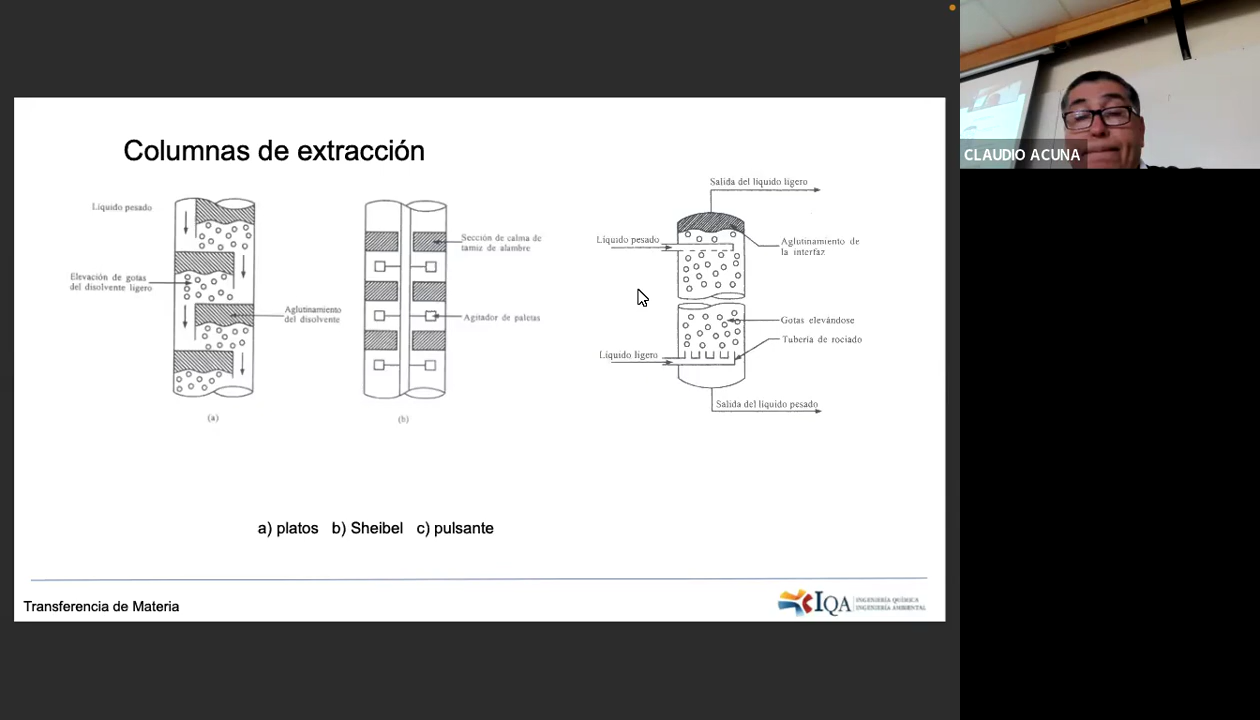 Columnas de extracción
Líquido pesado
Elevación de gotas
del disolvente ligero
Aglutinamiento
del disolvente
(a)
Sección de calma de
tamiz de alambre
Agitador de paletas
(b)
Salida del líquido ligero
Líquido pesado
Aglutinamiento de
la interfaz
Gotas elevándose
Tubería de rociado
Líquido ligero
Salida del líquido pesado
a) platos b) Sheibel c) pulsante
Transferencia de Materia
IQA
INGENIERÍA QUÍMICA
INGENIERÍA AMBIENTAL
CLAUDIO ACUNA